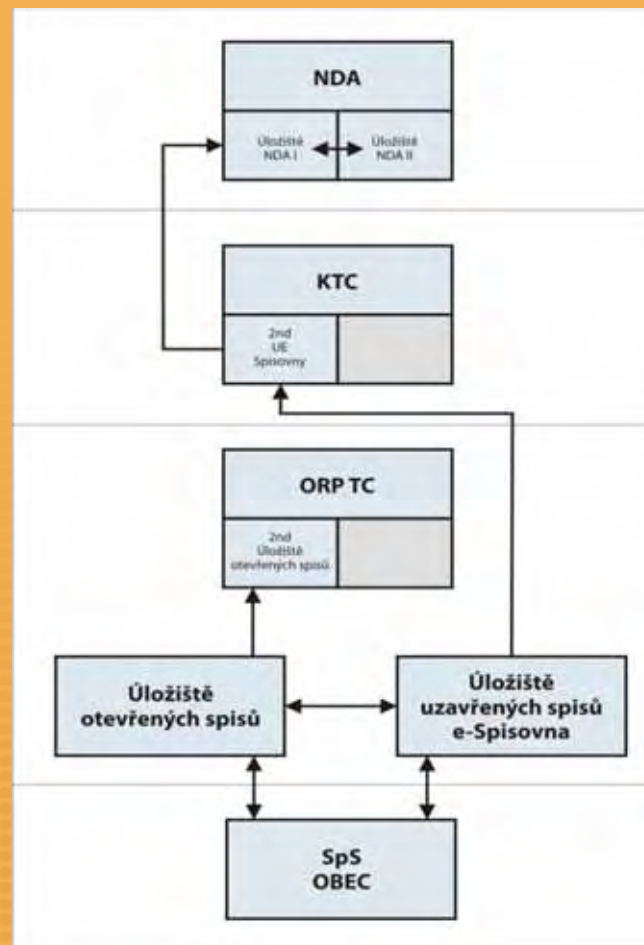 NDA
Úložiště
NDA I
Úložiště
NDA II
KTC
2nd
UE
Spisovny
ORP TC
2nd
Úložiště
otevřených spisů
Úložiště
otevřených spisů
Úložiště
uzavřených spisů
e-Spisovna
SpS
OBEC